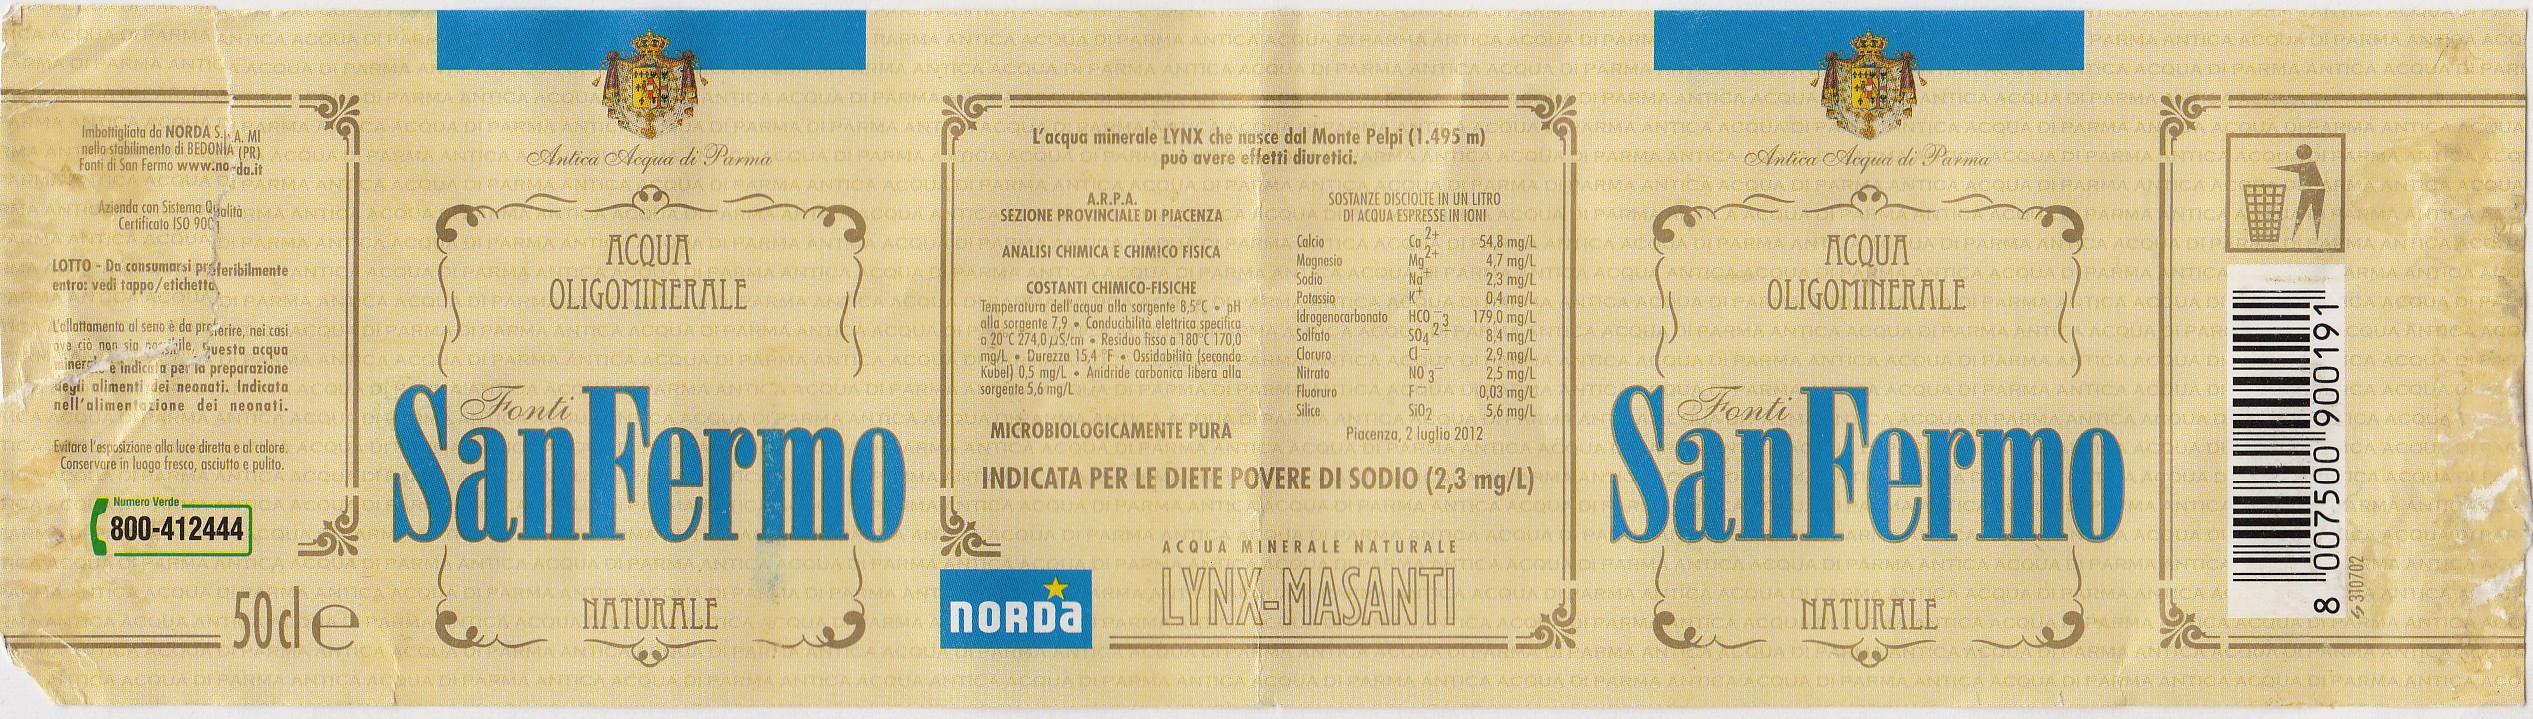 Imbottigliata da NORDA S.p.A. MI
nello stabilimento di BEDONIA (PR)
Fonti di San Fermo www.norda.it
Azienda con Sistema Qualità
Certificato ISO 9001
LOTTO - Da consumarsi preferibilmente
entro: vedi tappo/etichetta
L'allattamento al seno è da preferire, nei casi
ove ciò non sia possibile, questa acqua
minerale è indicata per la preparazione
degli alimenti dei neonati. Indicata
nell'alimentazione dei neonati.
Evitare l'esposizione alla luce diretta e al calore.
Conservare in luogo fresco, asciutto e pulito.
Numero Verde
800-412444
50 cl e
Antica Acqua di Parma
ACQUA
OLIGOMINERALE
Fonti
SanFermo
NATURALE
L'acqua minerale LYNX che nasce dal Monte Pelpi (1.495 m)
può avere effetti diuretici.
A.R.P.A.
SEZIONE PROVINCIALE DI PIACENZA
ANALISI CHIMICA E CHIMICO FISICA
COSTANTI CHIMICO-FISICHE
Temperatura dell'acqua alla sorgente 8,5°C • pH
alla sorgente 7,9 • Conducibilità elettrica specifica
a 20°C 274,0 µS/cm • Residuo fisso a 180°C 170,0
mg/L • Durezza 15,4 °F • Ossidabilità (secondo
Kubel) 0,5 mg/L • Anidride carbonica libera alla
sorgente 5,6 mg/L
MICROBIOLOGICAMENTE PURA
SOSTANZE DISCIOLTE IN UN LITRO
DI ACQUA ESPRESSE IN IONI
Calcio Ca2+ 54,8 mg/L
Magnesio Mg2+ 4,7 mg/L
Sodio Na+ 2,3 mg/L
Potassio K+ 0,4 mg/L
Idrogenocarbonato HCO3- 179,0 mg/L
Solfato SO4 2- 8,4 mg/L
Cloruro Cl- 2,9 mg/L
Nitrato NO3- 2,5 mg/L
Fluoruro F- 0,03 mg/L
Silice SiO2 5,6 mg/L
Piacenza, 2 luglio 2012
INDICATA PER LE DIETE POVERE DI SODIO (2,3 mg/L)
ACQUA MINERALE NATURALE
LYNX-MASANTI
NORDA
Antica Acqua di Parma
ACQUA
OLIGOMINERALE
Fonti
SanFermo
NATURALE
8 007500 900191
310702
ANTICA ACQUA DI PARMA